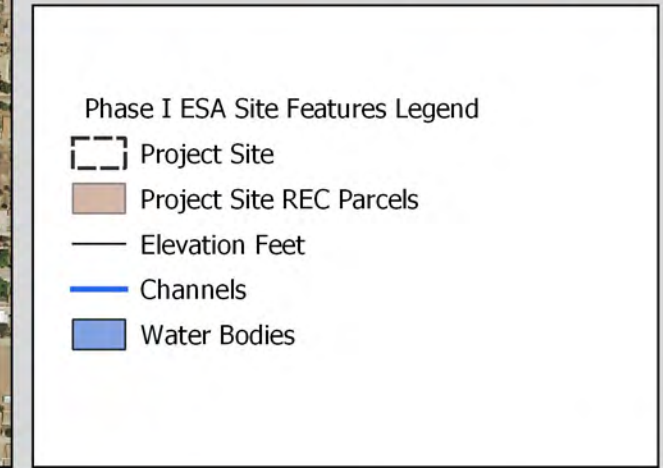 Phase I ESA Site Features Legend
Project Site
Project Site REC Parcels
Elevation Feet
Channels
Water Bodies